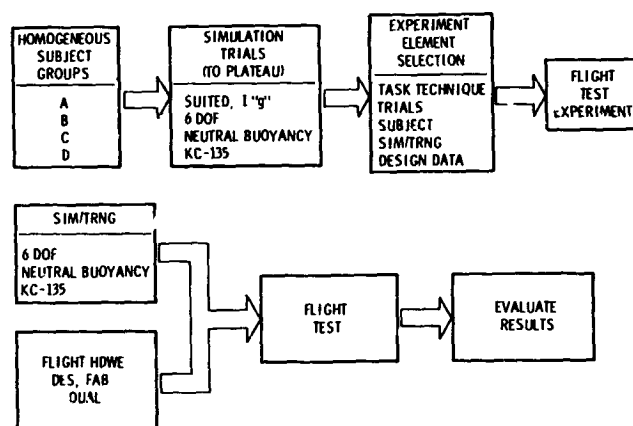 HOMOGENEOUS
SUBJECT
GROUPS
A
B
C
D
SIMULATION
TRIALS
(TO PLATEAU)
SUITED, I "g"
6 DOF
NEUTRAL BUOYANCY
KC-135
EXPERIMENT
ELEMENT
SELECTION
TASK TECHNIQUE
TRIALS
SUBJECT
SIM/TRNG
DESIGN DATA
FLIGHT
TEST
EXPERIMENT
SIM/TRNG
6 DOF
NEUTRAL BUOYANCY
KC-135
FLIGHT HDWE
DES, FAB
QUAL
FLIGHT
TEST
EVALUATE
RESULTS